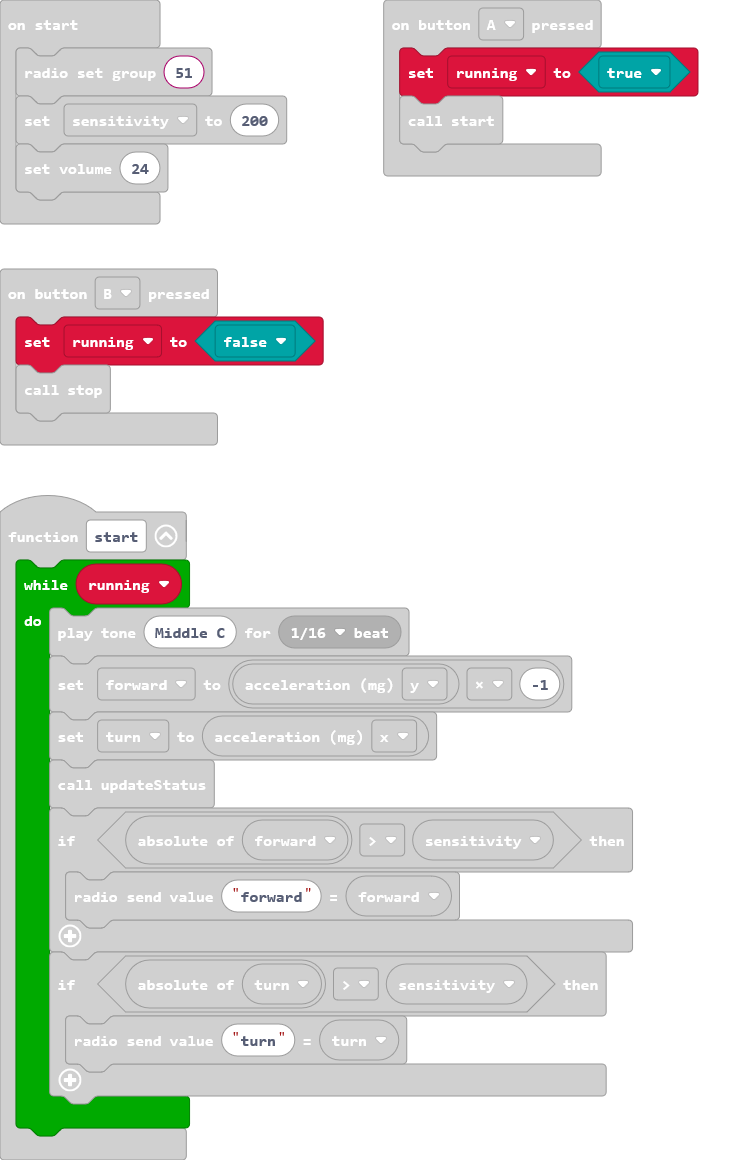 on start
radio set group 51
set sensitivity to 200
set volume 24
on button A pressed
set running to true
call start
on button B pressed
set running to false
call stop
function start
while running
do
play tone Middle C for 1/16 beat
set forward to acceleration (mg) y × -1
set turn to acceleration (mg) x
call updateStatus
if absolute of forward > sensitivity then
radio send value "forward" = forward
if absolute of turn > sensitivity then
radio send value "turn" = turn